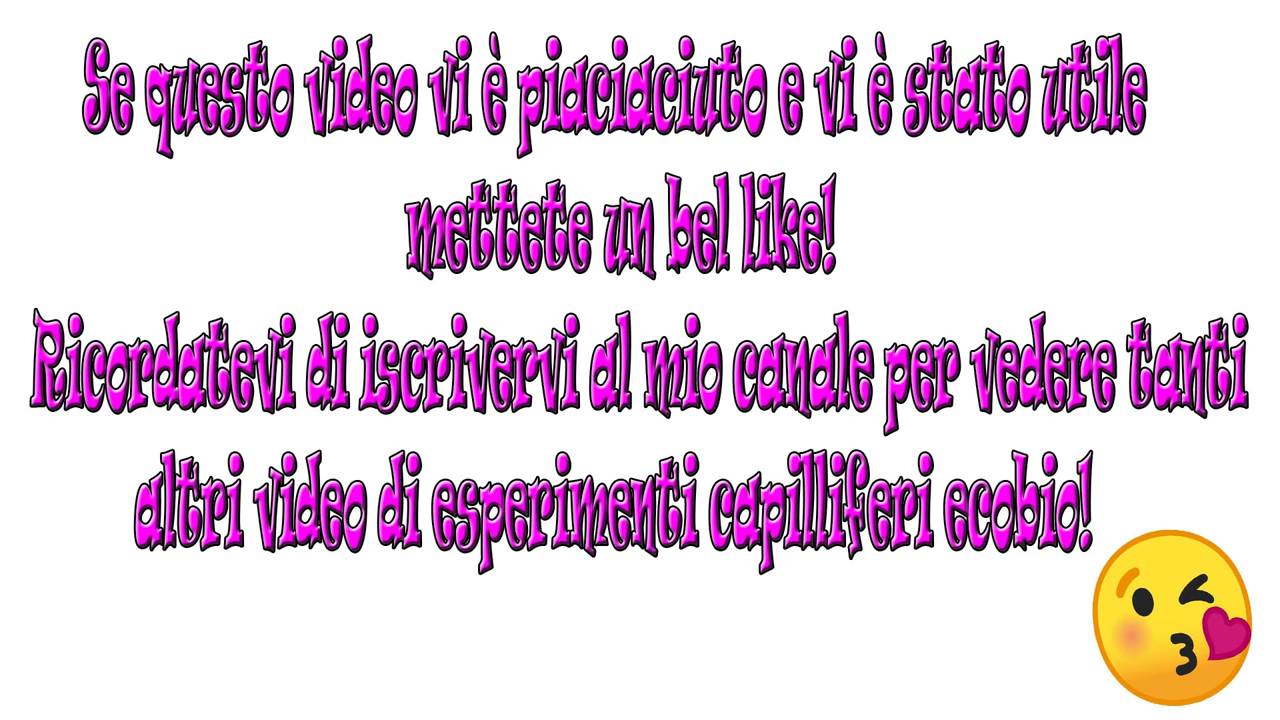 Se questo video vi è piaciaciuto e vi è stato utile
mettete un bel like!
Ricordatevi di iscrivervi al mio canale per vedere tanti
altri video di esperimenti capilliferi ecobio!